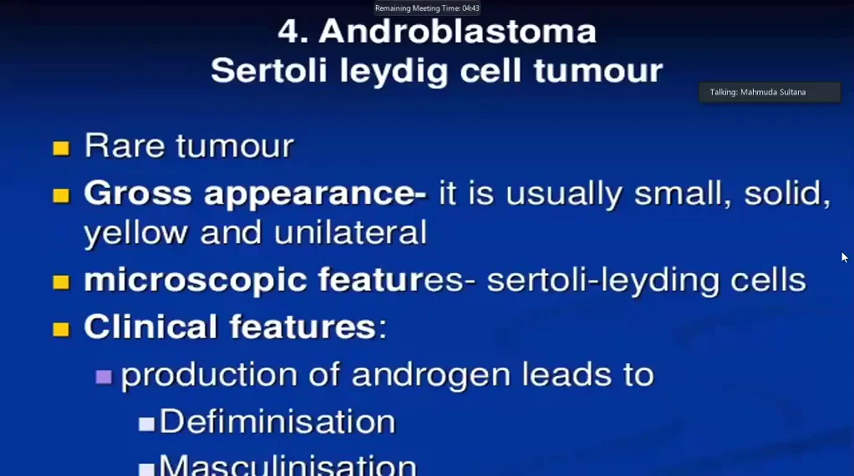 Remaining Meeting Time: 04:43
4. Androblastoma
Sertoli leydig cell tumour
Talking: Mahmuda Sultana
Rare tumour
Gross appearance- it is usually small, solid,
yellow and unilateral
microscopic features- sertoli-leyding cells
Clinical features:
production of androgen leads to
Defiminisation
Masculinisation